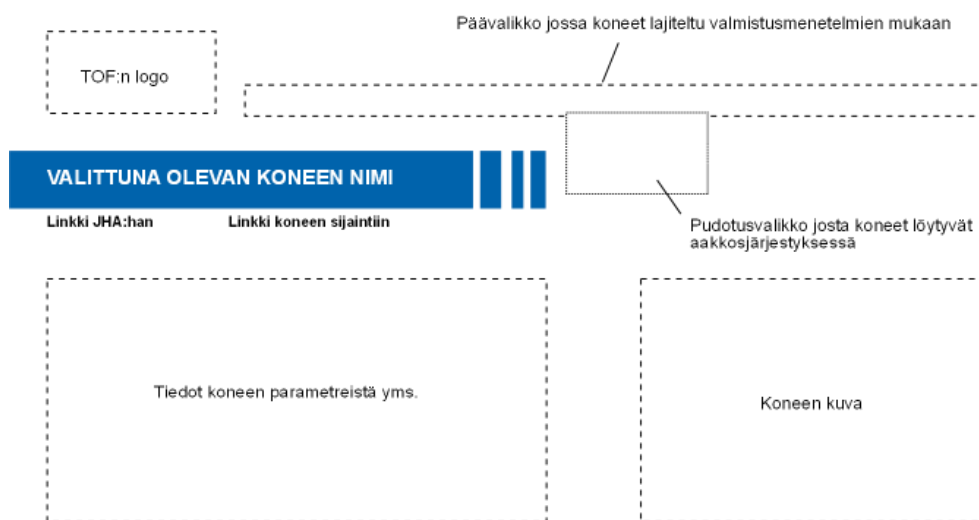 Päävalikko jossa koneet lajiteltu valmistusmenetelmien mukaan
TOF:n logo
VALITTUNA OLEVAN KONEEN NIMI
Linkki JHA:han
Linkki koneen sijaintiin
Pudotusvalikko josta koneet löytyvät
aakkosjärjestyksessä
Tiedot koneen parametreistä yms.
Koneen kuva